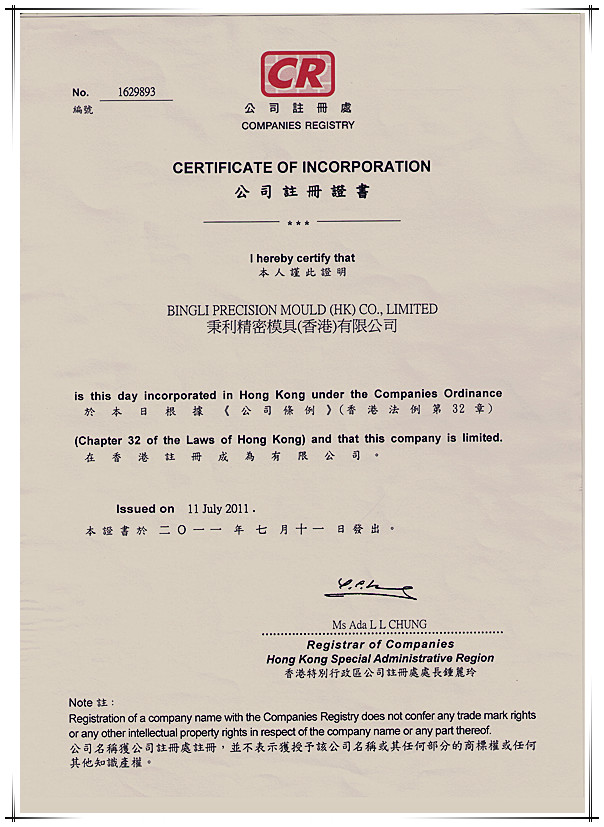 CR
No. 1629893
編號
公司註冊處
COMPANIES REGISTRY
CERTIFICATE OF INCORPORATION
公司註冊證書
***
I hereby certify that
本人謹此證明
BINGLI PRECISION MOULD (HK) CO., LIMITED
秉利精密模具(香港)有限公司
is this day incorporated in Hong Kong under the Companies Ordinance
於本日根據《公司條例》(香港法例第32章)
(Chapter 32 of the Laws of Hong Kong) and that this company is limited.
在香港註冊成為有限公司。
Issued on 11 July 2011.
本證書於二〇一一年七月十一日發出。
Ms Ada L L CHUNG
Registrar of Companies
Hong Kong Special Administrative Region
香港特別行政區公司註冊處處長鍾麗玲
Note 註:
Registration of a company name with the Companies Registry does not confer any trade mark rights
or any other intellectual property rights in respect of the company name or any part thereof.
公司名稱獲公司註冊處註冊,並不表示獲授予該公司名稱或其任何部分的商標權或任何
其他知識產權。